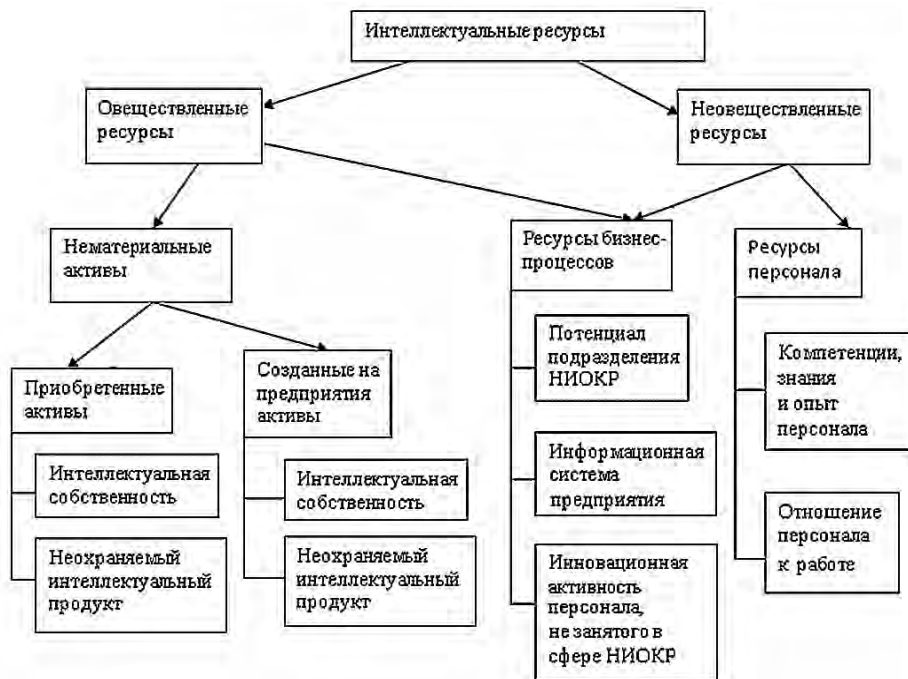 Интеллектуальные ресурсы
Овеществленные
ресурсы
Неовеществленные
ресурсы
Нематериальные
активы
Ресурсы бизнес-
процессов
Ресурсы
персонала
Приобретенные
активы
Созданные на
предприятия
активы
Потенциал
подразделения
НИОКР
Компетенции,
знания
и опыт
персонала
Интеллектуальная
собственность
Интеллектуальная
собственность
Информационная
система
предприятия
Отношение
персонала
к работе
Неохраняемый
интеллектуальный
продукт
Неохраняемый
интеллектуальный
продукт
Инновационная
активность
персонала,
не занятого в
сфере НИОКР